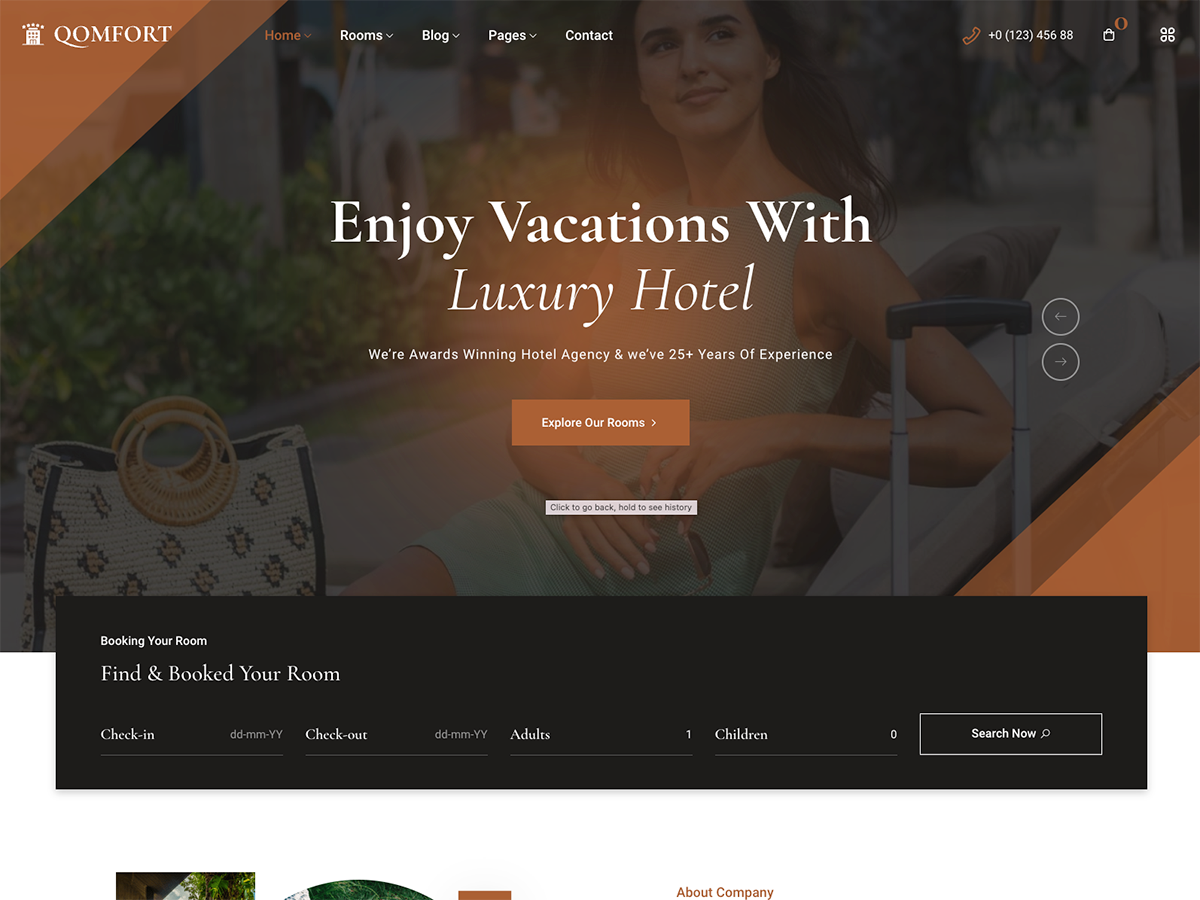 QOMFORT
Home Rooms Blog Pages Contact
+0 (123) 456 88
0
Enjoy Vacations With
Luxury Hotel
We're Awards Winning Hotel Agency & we've 25+ Years Of Experience
Explore Our Rooms
Click to go back, hold to see history
Booking Your Room
Find & Booked Your Room
Check-in dd-mm-YY Check-out dd-mm-YY Adults 1 Children 0 Search Now
About Company